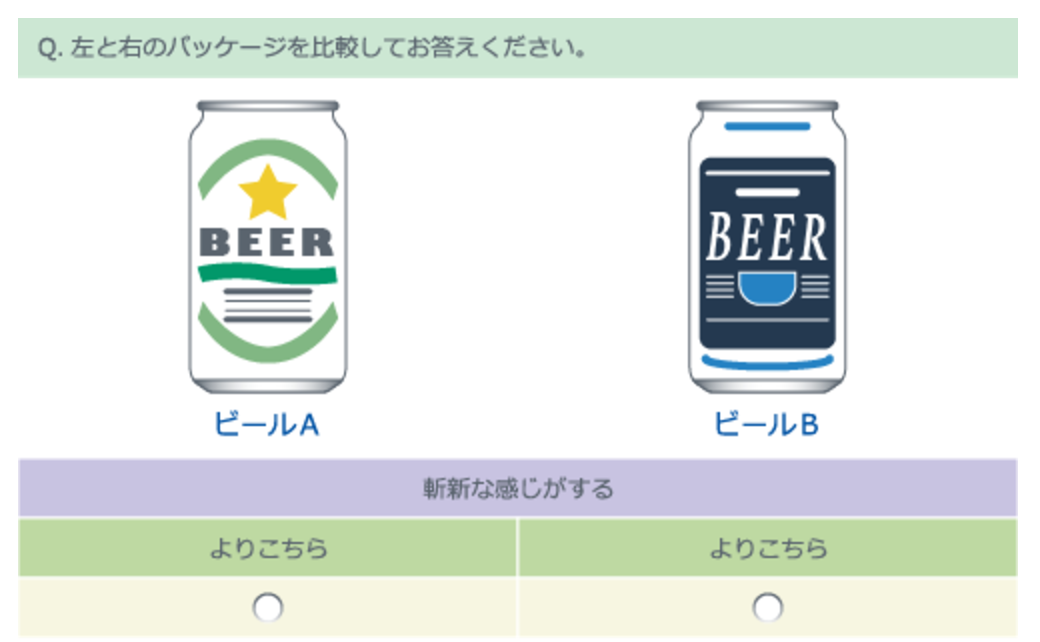 Q. 左と右のパッケージを比較してお答えください。
BEER
BEER
ビールA
ビールB
斬新な感じがする
よりこちら
よりこちら